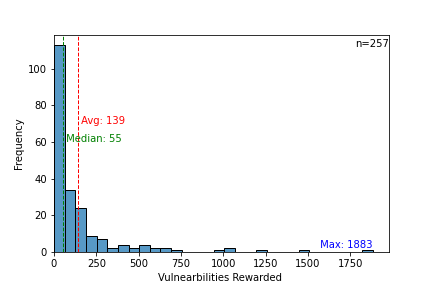 n=257
100
80
60
40
20
0
Frequency
Avg: 139
Median: 55
Max: 1883
0 250 500 750 1000 1250 1500 1750
Vulnearbilities Rewarded